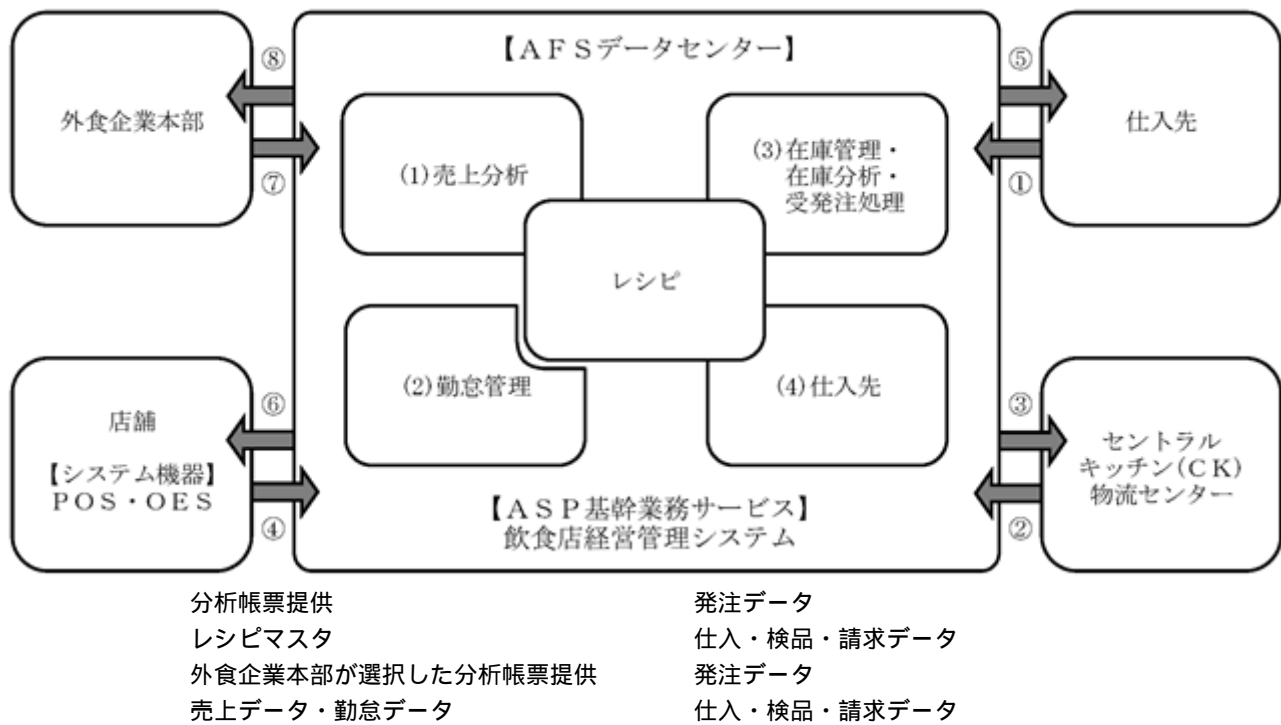 【AFSデータセンター】
⑧
⑤
外食企業本部
仕入先
(1)売上分析
(3)在庫管理・
在庫分析・
受発注処理
⑦
①
レシピ
(2)勤怠管理
(4)仕入先
⑥
③
店舗
【システム機器】
POS・OES
セントラル
キッチン(CK)
物流センター
④
②
【ASP基幹業務サービス】
飲食店経営管理システム
分析帳票提供 発注データ
レシピマスタ 仕入・検品・請求データ
外食企業本部が選択した分析帳票提供 発注データ
売上データ・勤怠データ 仕入・検品・請求データ